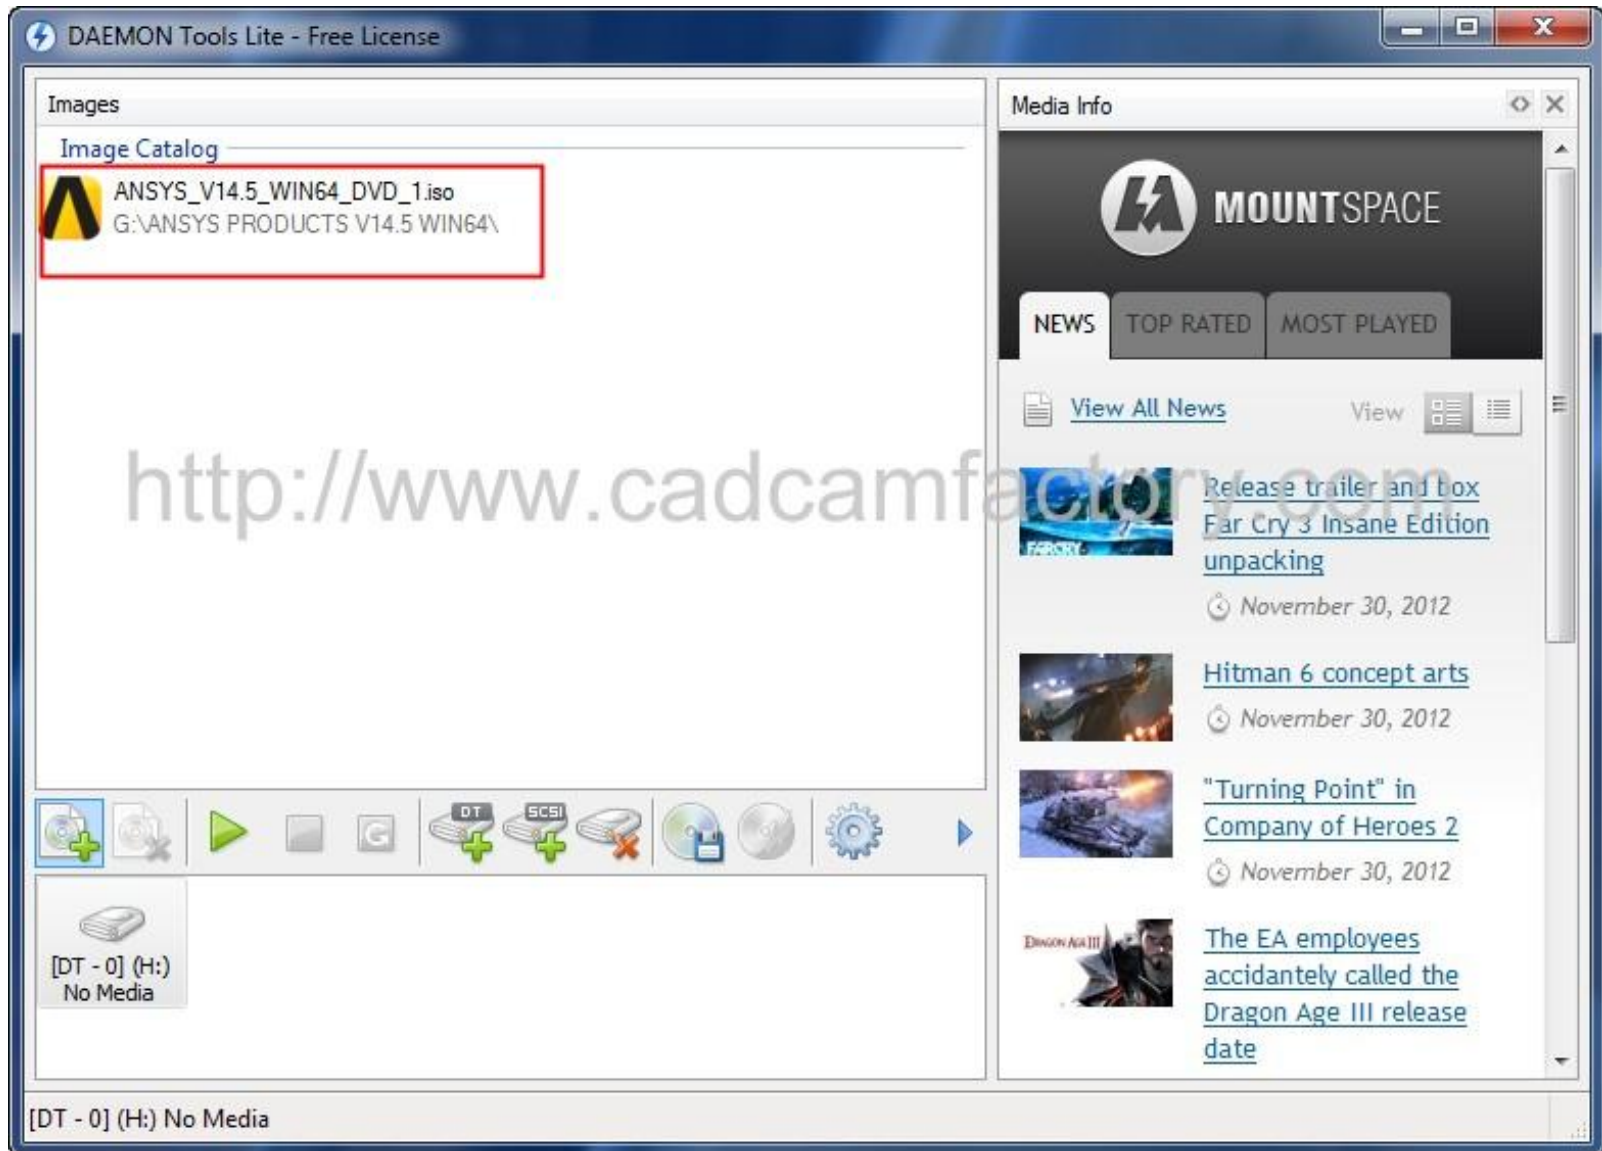 DAEMON Tools Lite - Free License
Images
Image Catalog
ANSYS_V14.5_WIN64_DVD_1.iso
G:\ANSYS PRODUCTS V14.5 WIN64\
DT
SCSI
G
[DT - 0] (H:)
No Media
[DT - 0] (H:) No Media
Media Info
MOUNTSPACE
NEWS
TOP RATED
MOST PLAYED
View All News
View
http://www.cadcamfactory.com
FARCRY
Release trailer and box
Far Cry 3 Insane Edition
unpacking
November 30, 2012
Hitman 6 concept arts
November 30, 2012
"Turning Point" in
Company of Heroes 2
November 30, 2012
DRAGON AGE III
The EA employees
accidantely called the
Dragon Age III release
date